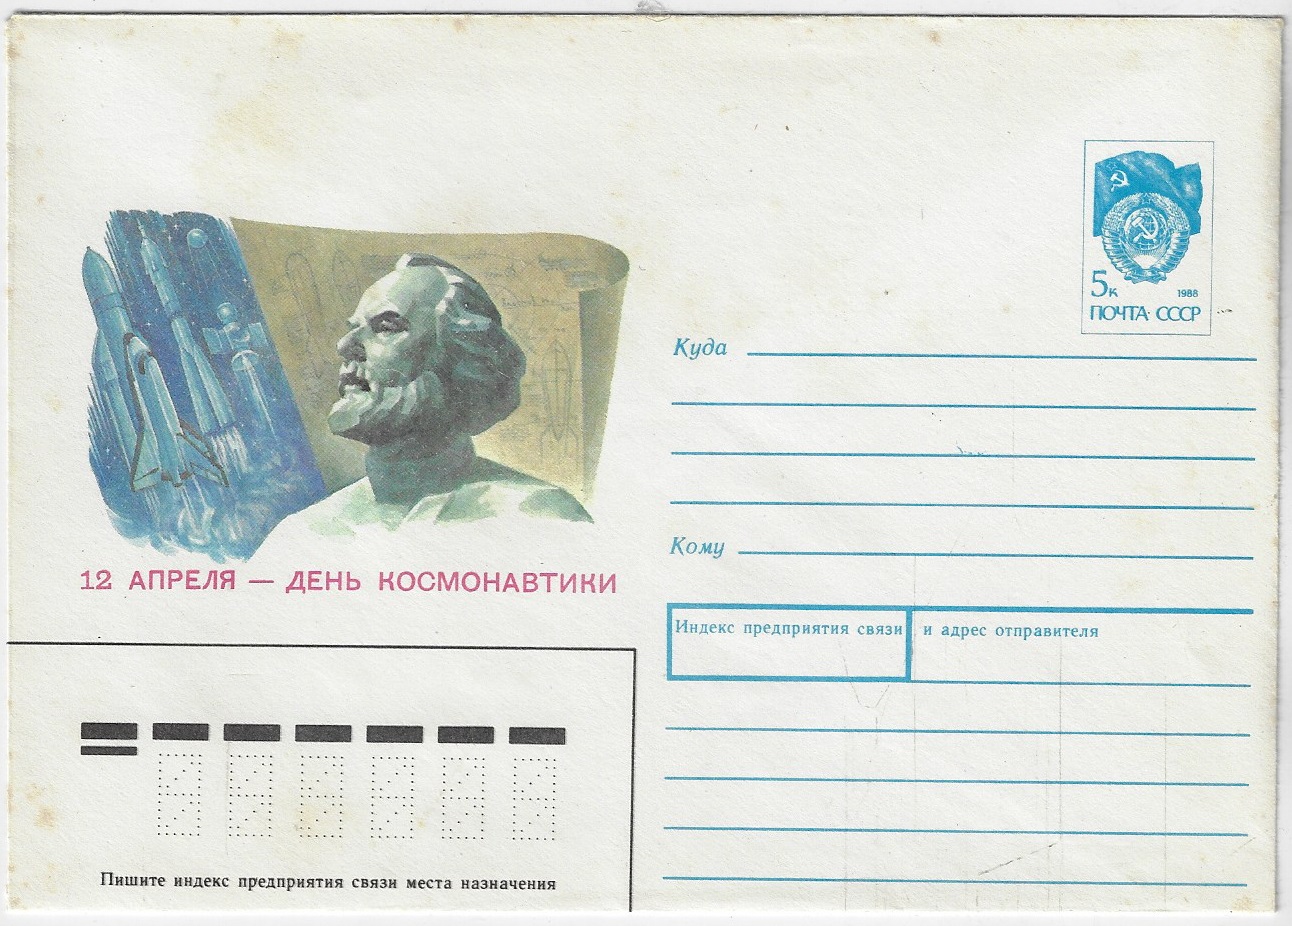 5к 1988
ПОЧТА СССР
Куда
Кому
12 АПРЕЛЯ — ДЕНЬ КОСМОНАВТИКИ
Индекс предприятия связи и адрес отправителя
Пишите индекс предприятия связи места назначения